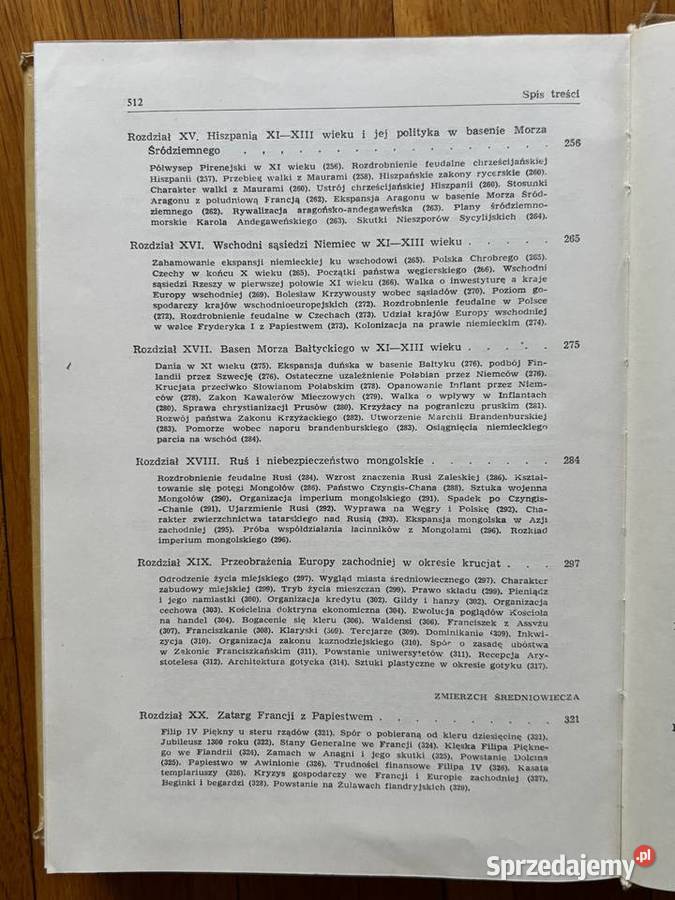 512
Spis treści
Rozdział XV. Hiszpania XI—XIII wieku i jej polityka w basenie Morza
Śródziemnego . . . . . . . . . . . . . . . . 256
Półwysep Pirenejski w XI wieku (256). Rozdrobnienie feudalne chrześcijańskiej
Hiszpanii (257). Przebieg walki z Maurami (258). Hiszpańskie zakony rycerskie (260).
Charakter walki z Maurami (260). Ustrój chrześcijańskiej Hiszpanii (260). Stosunki
Aragonu z południową Francją (262). Ekspansja Aragonu w basenie Morza Śród-
ziemnego (262). Rywalizacja aragońsko-andegaweńska (263). Plany śródziemno-
morskie Karola Andegaweńskiego (263). Skutki Nieszporów Sycylijskich (264).
Rozdział XVI. Wschodni sąsiedzi Niemiec w XI—XIII wieku . . . . . 265
Zahamowanie ekspansji niemieckiej ku wschodowi (265). Polska Chrobrego (265).
Czechy w końcu X wieku (265). Początki państwa węgierskiego (266). Wschodni
sąsiedzi Rzeszy w pierwszej połowie XI wieku (266). Walka o inwestyturę a kraje
Europy wschodniej (269). Bolesław Krzywousty wobec sąsiadów (270). Poziom go-
spodarczy krajów wschodnioeuropejskich (272). Rozdrobnienie feudalne w Polsce
(272). Rozdrobnienie feudalne w Czechach (273). Udział krajów Europy wschodniej
w walce Fryderyka I z Papiestwem (273). Kolonizacja na prawie niemieckim (274).
Rozdział XVII. Basen Morza Bałtyckiego w XI—XIII wieku . . . . . 275
Dania w XI wieku (275). Ekspansja duńska w basenie Bałtyku (276). podbój Fin-
landii przez Szwecję (276). Ostateczne uzależnienie Połabian przez Niemców (276).
Krucjata przeciwko Słowianom Połabskim (278). Opanowanie Inflant przez Niem-
ców (278). Zakon Kawalerów Mieczowych (279). Walka o wpływy w Inflantach
(280). Sprawa chrystianizacji Prusów (280). Krzyżacy na pograniczu pruskim (281).
Rozwój państwa Zakonu Krzyżackiego (282). Utworzenie Marchii Brandenburskiej
(283). Pomorze wobec naporu brandenburskiego (283). Osiągnięcia niemieckiego
parcia na wschód (284).
Rozdział XVIII. Ruś i niebezpieczeństwo mongolskie . . . . . . . 284
Rozdrobnienie feudalne Rusi (284). Wzrost znaczenia Rusi Zaleskiej (286). Kształ-
towanie się potęgi Mongołów (286). Państwo Czyngis-Chana (288). Sztuka wojenna
Mongołów (290). Organizacja imperium mongolskiego (291). Spadek po Czyngis-
-Chanie (291). Ujarzmienie Rusi (292). Wyprawa na Węgry i Polskę (292). Cha-
rakter zwierzchnictwa tatarskiego nad Rusią (293). Ekspansja mongolska w Azji
zachodniej (295). Próba współdziałania łacinników z Mongołami (296). Rozkład
imperium mongolskiego (296).
Rozdział XIX. Przeobrażenia Europy zachodniej w okresie krucjat . . . 297
Odrodzenie życia miejskiego (297). Wygląd miasta średniowiecznego (297). Charakter
zabudowy miejskiej (298). Tryb życia mieszczan (299). Prawo składu (299). Pieniądz
i jego namiastki (300). Organizacja kredytu (302). Gildy i hanzy (302). Organizacja
cechowa (303). Kościelna doktryna ekonomiczna (304). Ewolucja poglądów Kościoła
na handel (304). Bogacenie się kleru (306). Waldensi (306). Franciszek z Assyżu
(307). Franciszkanie (308). Klaryski (309). Tercjarze (309). Dominikanie (309). Inkwi-
zycja (310). Organizacja zakonu kaznodziejskiego (310). Spór o zasadę ubóstwa
w Zakonie Franciszkańskim (311). Powstanie uniwersytetów (311). Recepcja Ary-
stotelesa (312). Architektura gotycka (314). Sztuki plastyczne w okresie gotyku (317).
ZMIERZCH ŚREDNIOWIECZA
Rozdział XX. Zatarg Francji z Papiestwem . . . . . . . . . . 321
Filip IV Piękny u steru rządów (321). Spór o pobieraną od kleru dziesięcinę (321).
Jubileusz 1300 roku (322). Stany Generalne we Francji (324). Klęska Filipa Piękne-
go we Flandrii (324). Zamach w Anagni i jego skutki (325). Powstanie Dolcina
(325). Papiestwo w Awinionie (326). Trudności finansowe Filipa IV (326). Kasata
templariuszy (326). Kryzys gospodarczy we Francji i Europie zachodniej (327).
Beginki i begardzi (328). Powstanie na Żuławach flandryjskich (329).
Sprzedajemy.pl